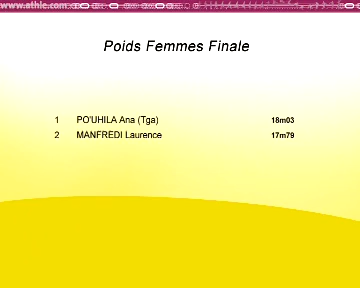 www.athle.com
Poids Femmes Finale
1 PO'UHILA Ana (Tga) 18m03
2 MANFREDI Laurence 17m79